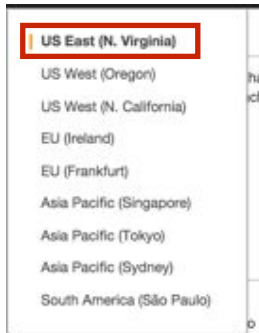 US East (N. Virginia)
US West (Oregon)
US West (N. California)
EU (Ireland)
EU (Frankfurt)
Asia Pacific (Singapore)
Asia Pacific (Tokyo)
Asia Pacific (Sydney)
South America (São Paulo)